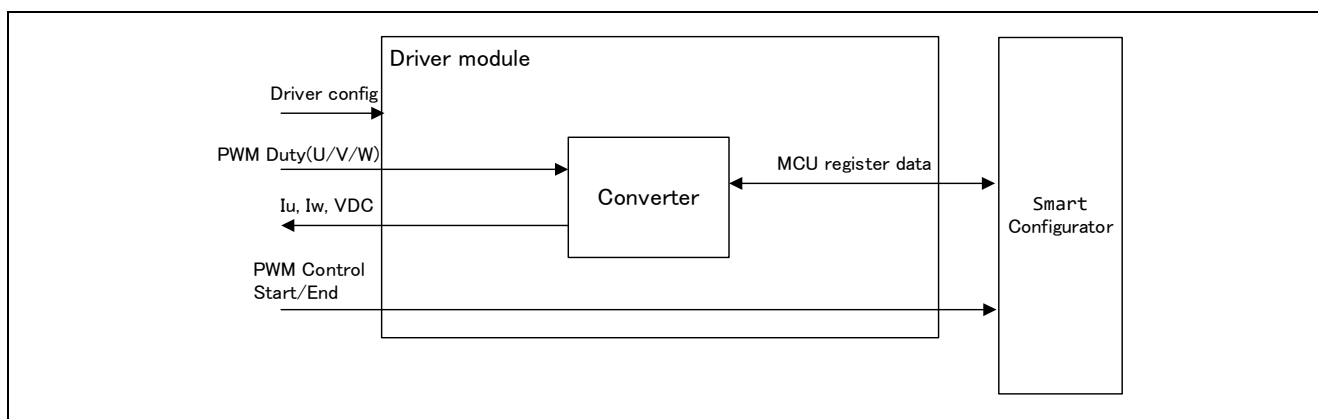 Driver module
Driver config
PWM Duty(U/V/W)
MCU register data
Converter
Iu, Iw, VDC
Smart
Configurator
PWM Control
Start/End